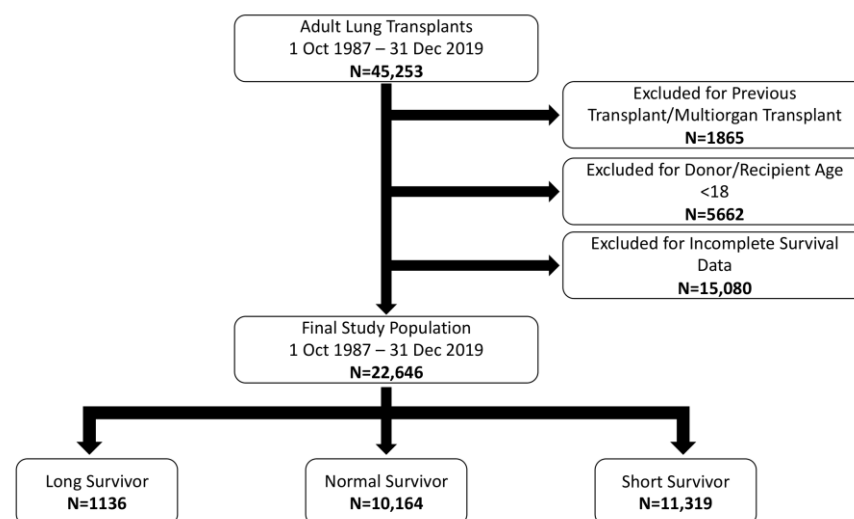 Adult Lung Transplants
1 Oct 1987 – 31 Dec 2019
N=45,253
Excluded for Previous
Transplant/Multiorgan Transplant
N=1865
Excluded for Donor/Recipient Age
<18
N=5662
Excluded for Incomplete Survival
Data
N=15,080
Final Study Population
1 Oct 1987 – 31 Dec 2019
N=22,646
Long Survivor
N=1136
Normal Survivor
N=10,164
Short Survivor
N=11,319